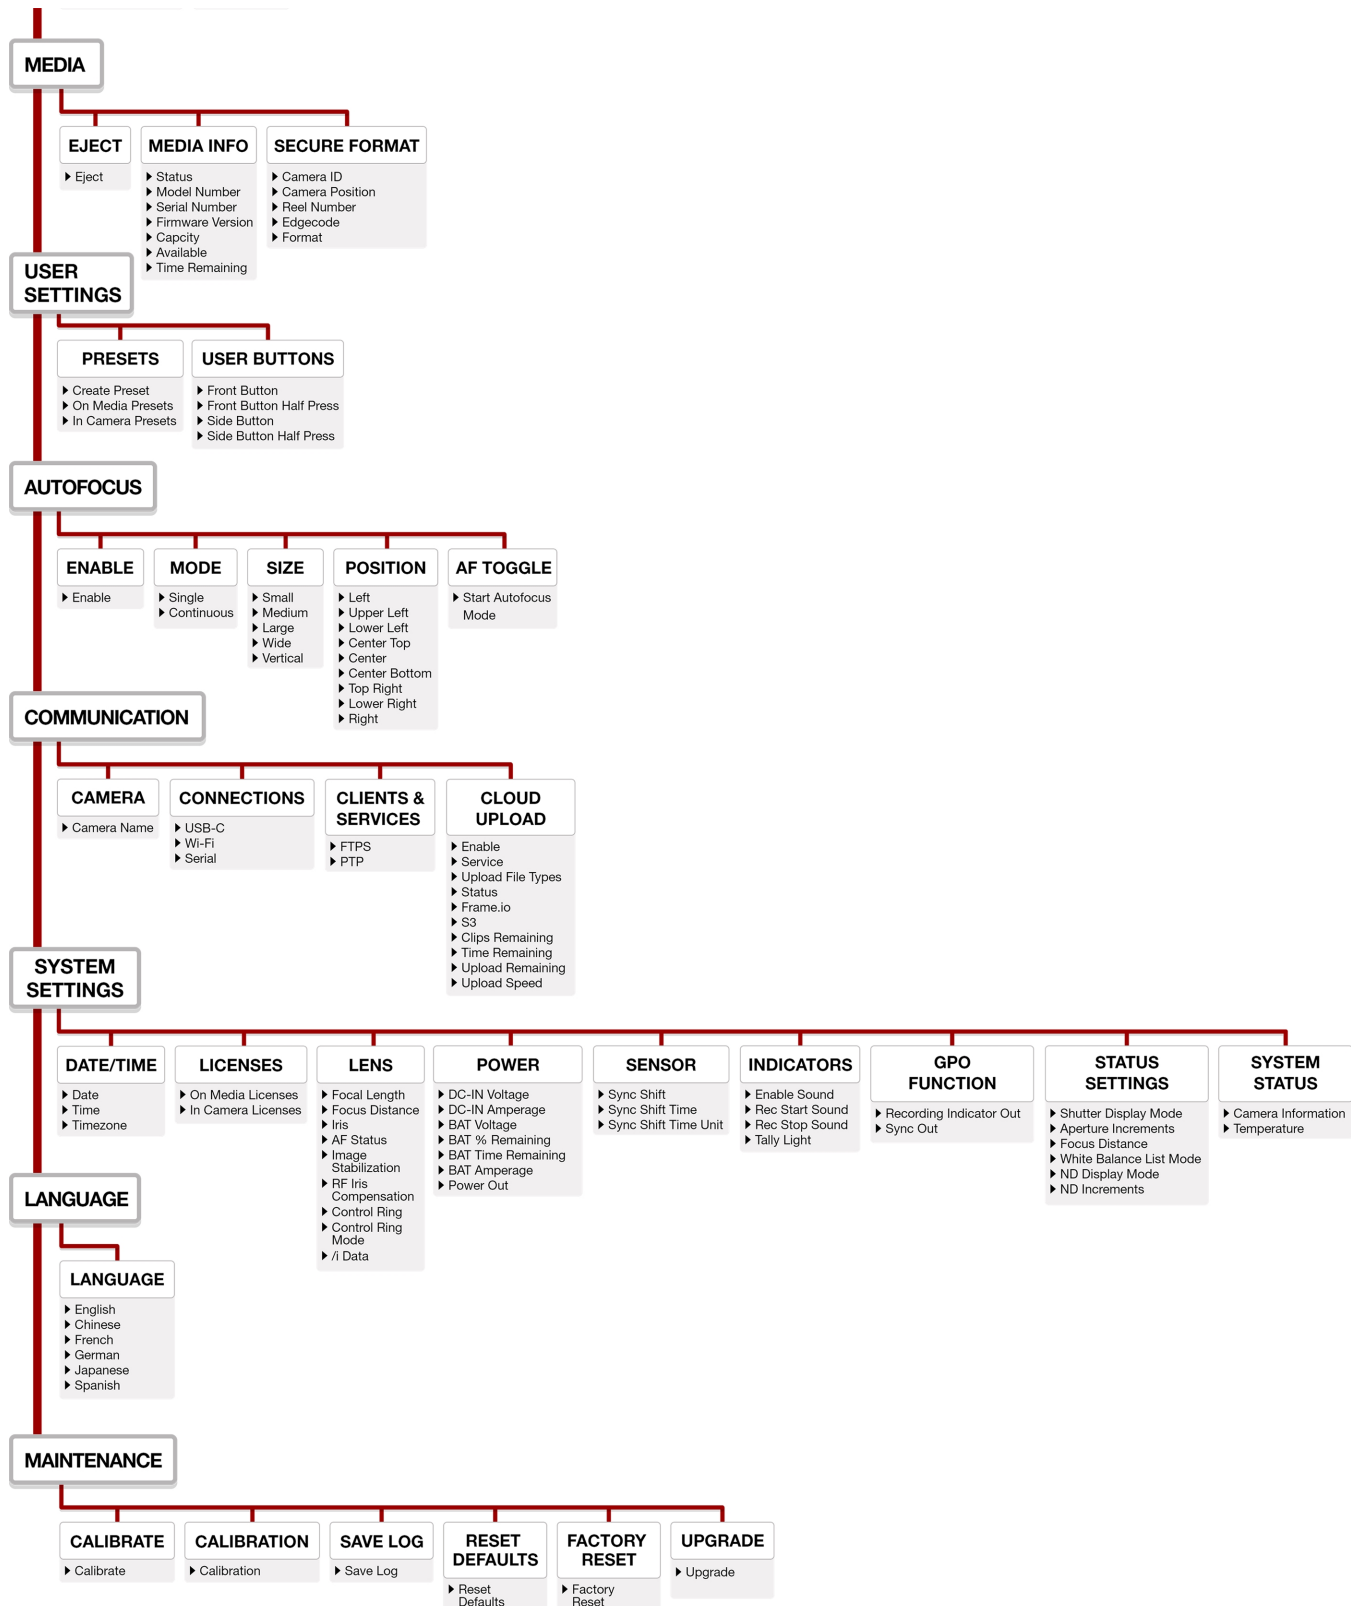 MEDIA
EJECT
Eject
MEDIA INFO
Status
Model Number
Serial Number
Firmware Version
Capcity
Available
Time Remaining
SECURE FORMAT
Camera ID
Camera Position
Reel Number
Edgecode
Format
USER
SETTINGS
PRESETS
Create Preset
On Media Presets
In Camera Presets
USER BUTTONS
Front Button
Front Button Half Press
Side Button
Side Button Half Press
AUTOFOCUS
ENABLE
Enable
MODE
Single
Continuous
SIZE
Small
Medium
Large
Wide
Vertical
POSITION
Left
Upper Left
Lower Left
Center Top
Center
Center Bottom
Top Right
Lower Right
Right
AF TOGGLE
Start Autofocus
Mode
COMMUNICATION
CAMERA
Camera Name
CONNECTIONS
USB-C
Wi-Fi
Serial
CLIENTS &
SERVICES
FTPS
PTP
CLOUD
UPLOAD
Enable
Service
Upload File Types
Status
Frame.io
S3
Clips Remaining
Time Remaining
Upload Remaining
Upload Speed
SYSTEM
SETTINGS
DATE/TIME
Date
Time
Timezone
LICENSES
On Media Licenses
In Camera Licenses
LENS
Focal Length
Focus Distance
Iris
AF Status
Image
Stabilization
RF Iris
Compensation
Control Ring
Control Ring
Mode
/i Data
POWER
DC-IN Voltage
DC-IN Amperage
BAT Voltage
BAT % Remaining
BAT Time Remaining
BAT Amperage
Power Out
SENSOR
Sync Shift
Sync Shift Time
Sync Shift Time Unit
INDICATORS
Enable Sound
Rec Start Sound
Rec Stop Sound
Tally Light
GPO
FUNCTION
Recording Indicator Out
Sync Out
STATUS
SETTINGS
Shutter Display Mode
Aperture Increments
Focus Distance
White Balance List Mode
ND Display Mode
ND Increments
SYSTEM
STATUS
Camera Information
Temperature
LANGUAGE
LANGUAGE
English
Chinese
French
German
Japanese
Spanish
MAINTENANCE
CALIBRATE
Calibrate
CALIBRATION
Calibration
SAVE LOG
Save Log
RESET
DEFAULTS
Reset
Defaults
FACTORY
RESET
Factory
Reset
UPGRADE
Upgrade